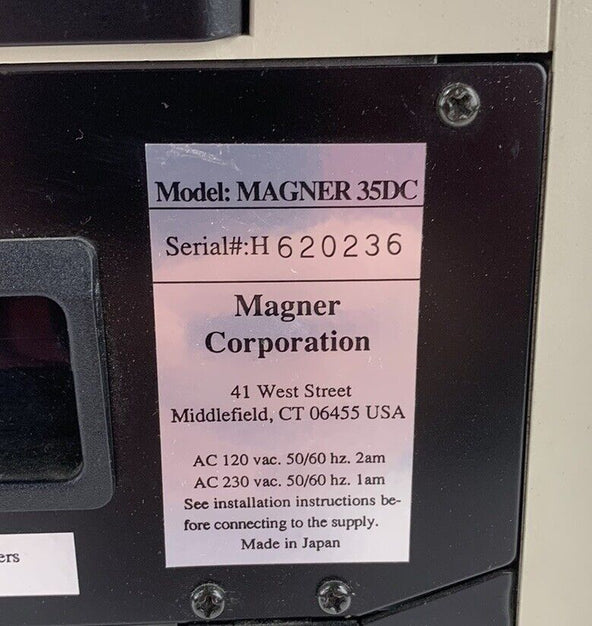 Model: MAGNER 35DC
Serial#:H 620236
Magner
Corporation
41 West Street
Middlefield, CT 06455 USA
AC 120 vac. 50/60 hz. 2am
AC 230 vac. 50/60 hz. 1am
See installation instructions be-
fore connecting to the supply.
Made in Japan
ers